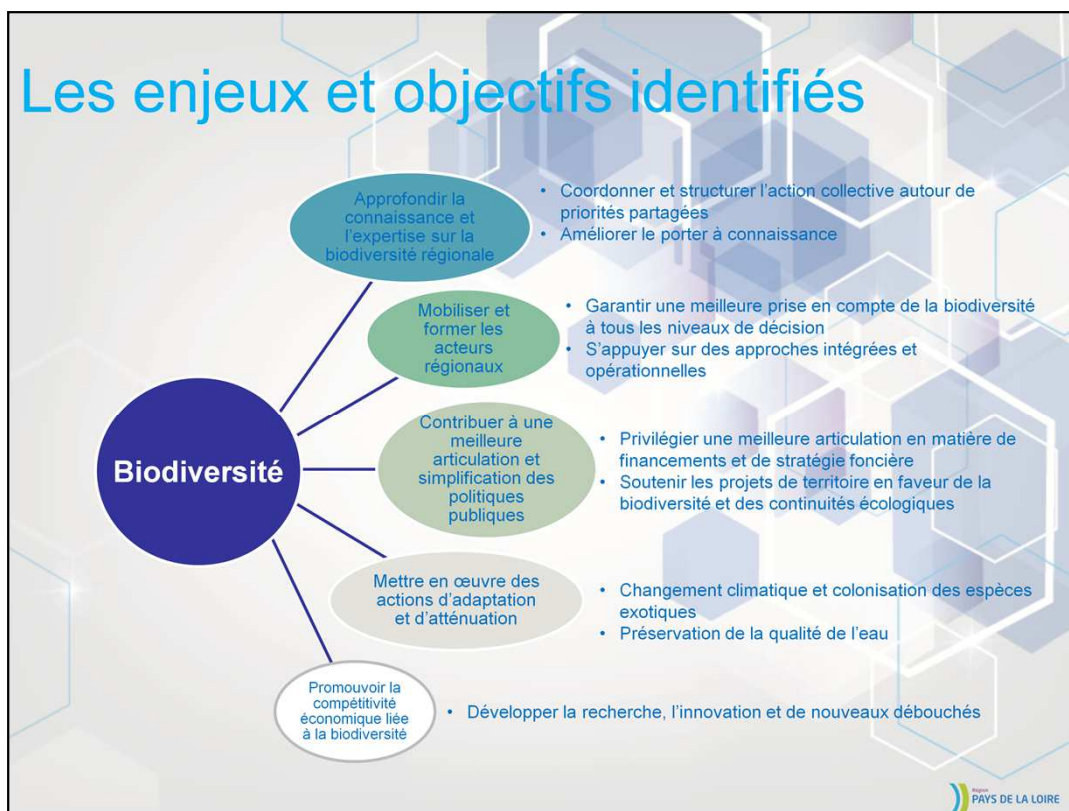 Les enjeux et objectifs identifiés
Approfondir la
connaissance et
l'expertise sur la
biodiversité régionale
• Coordonner et structurer l'action collective autour de
priorités partagées
• Améliorer le porter à connaissance
Mobiliser et
former les
acteurs
régionaux
• Garantir une meilleure prise en compte de la biodiversité
à tous les niveaux de décision
• S'appuyer sur des approches intégrées et
opérationnelles
Biodiversité
Contribuer à une
meilleure
articulation et
simplification des
politiques
publiques
• Privilégier une meilleure articulation en matière de
financements et de stratégie foncière
• Soutenir les projets de territoire en faveur de la
biodiversité et des continuités écologiques
Mettre en œuvre des
actions d'adaptation
et d'atténuation
• Changement climatique et colonisation des espèces
exotiques
• Préservation de la qualité de l'eau
Promouvoir la
compétitivité
économique liée
à la biodiversité
• Développer la recherche, l'innovation et de nouveaux débouchés
Région
PAYS DE LA LOIRE